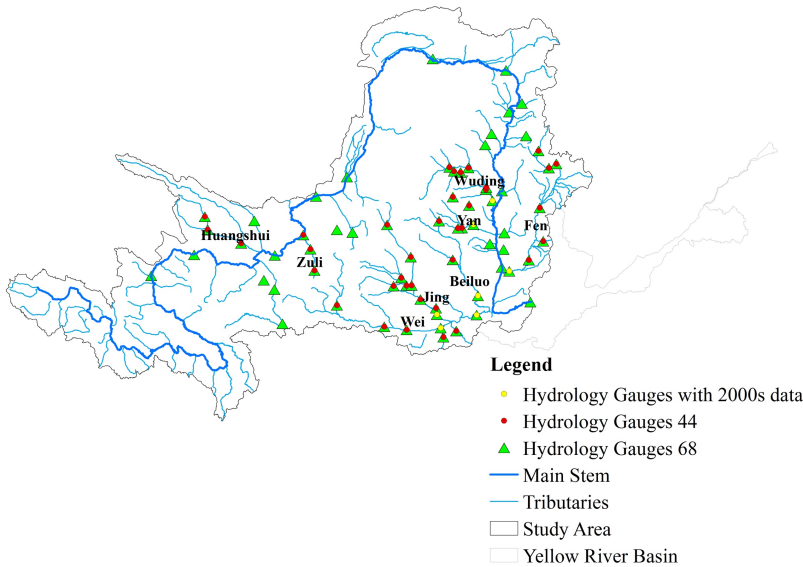 Wuding
Yan
Fen
Huangshui
Zuli
Beiluo
Jing
Wei
Legend
Hydrology Gauges with 2000s data
Hydrology Gauges 44
Hydrology Gauges 68
Main Stem
Tributaries
Study Area
Yellow River Basin